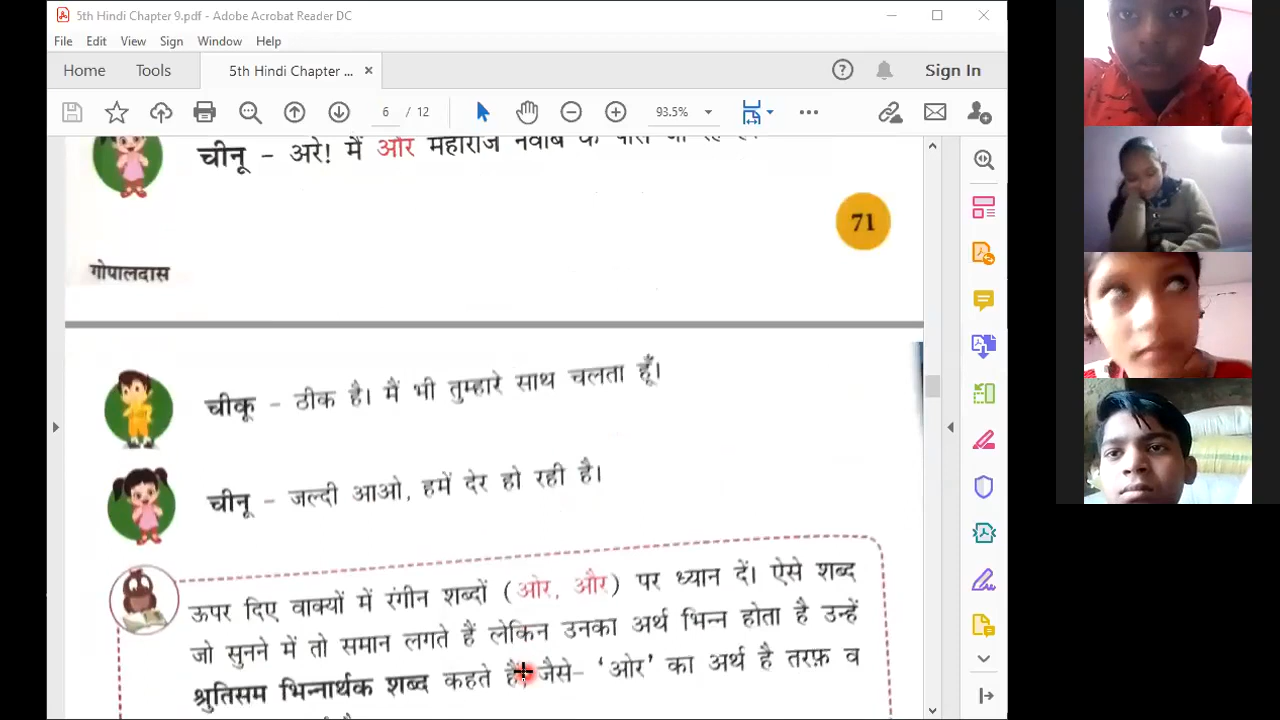 5th Hindi Chapter 9.pdf - Adobe Acrobat Reader DC
File Edit View Sign Window Help
Home Tools 5th Hindi Chapter ... × Sign In
6 / 12 93.5%
चीनू – अरे! मैं और महाराज नवाब के पास जा रहे हैं।
71
गोपालदास
चीकू – ठीक है। मैं भी तुम्हारे साथ चलता हूँ।
चीनू – जल्दी आओ, हमें देर हो रही है।
ऊपर दिए वाक्यों में रंगीन शब्दों (ओर, और) पर ध्यान दें। ऐसे शब्द
जो सुनने में तो समान लगते हैं लेकिन उनका अर्थ भिन्न होता है उन्हें
श्रुतिसम भिन्नार्थक शब्द कहते हैं, जैसे– ‘ओर’ का अर्थ है तरफ़ व